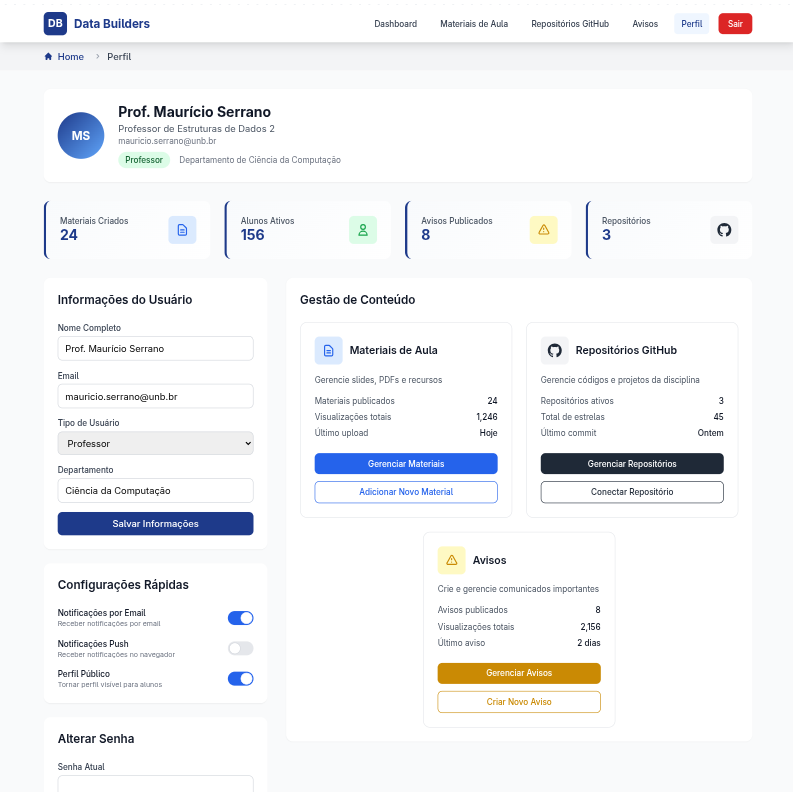 DB Data Builders
Dashboard Materiais de Aula Repositórios GitHub Avisos Perfil Sair
Home › Perfil
MS
Prof. Maurício Serrano
Professor de Estruturas de Dados 2
mauricio.serrano@unb.br
Professor Departamento de Ciência da Computação
Materiais Criados
24
Alunos Ativos
156
Avisos Publicados
8
Repositórios
3
Informações do Usuário
Nome Completo
Prof. Maurício Serrano
Email
mauricio.serrano@unb.br
Tipo de Usuário
Professor
Departamento
Ciência da Computação
Salvar Informações
Configurações Rápidas
Notificações por Email
Receber notificações por email
Notificações Push
Receber notificações no navegador
Perfil Público
Tornar perfil visível para alunos
Alterar Senha
Senha Atual
Gestão de Conteúdo
Materiais de Aula
Gerencie slides, PDFs e recursos
Materiais publicados 24
Visualizações totais 1,246
Último upload Hoje
Gerenciar Materiais
Adicionar Novo Material
Repositórios GitHub
Gerencie códigos e projetos da disciplina
Repositórios ativos 3
Total de estrelas 45
Último commit Ontem
Gerenciar Repositórios
Conectar Repositório
Avisos
Crie e gerencie comunicados importantes
Avisos publicados 8
Visualizações totais 2,156
Último aviso 2 dias
Gerenciar Avisos
Criar Novo Aviso